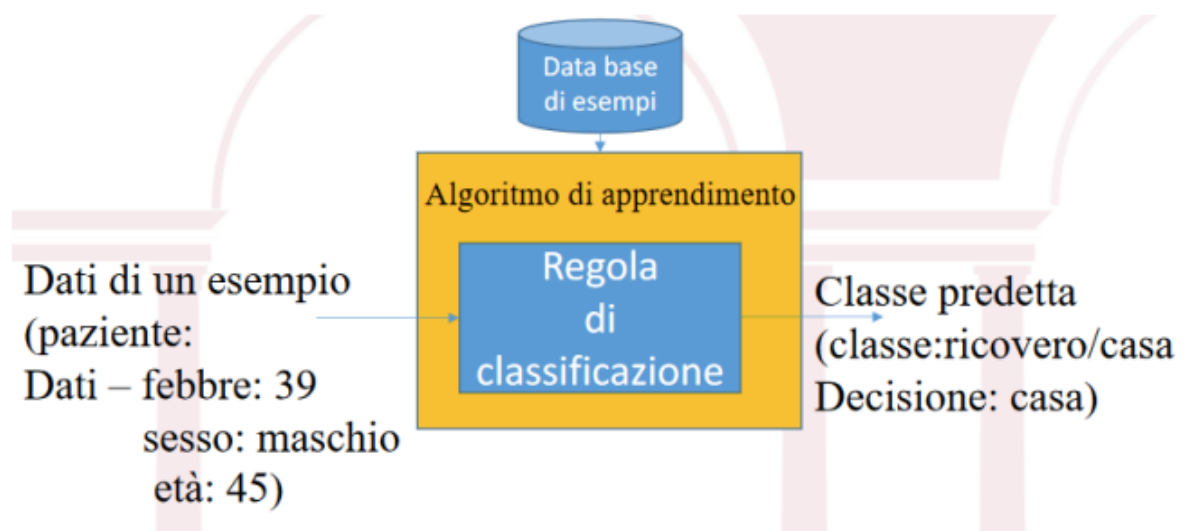 Data base
di esempi
Algoritmo di apprendimento
Regola
di
classificazione
Dati di un esempio
(paziente:
Dati – febbre: 39
sesso: maschio
età: 45)
Classe predetta
(classe:ricovero/casa
Decisione: casa)